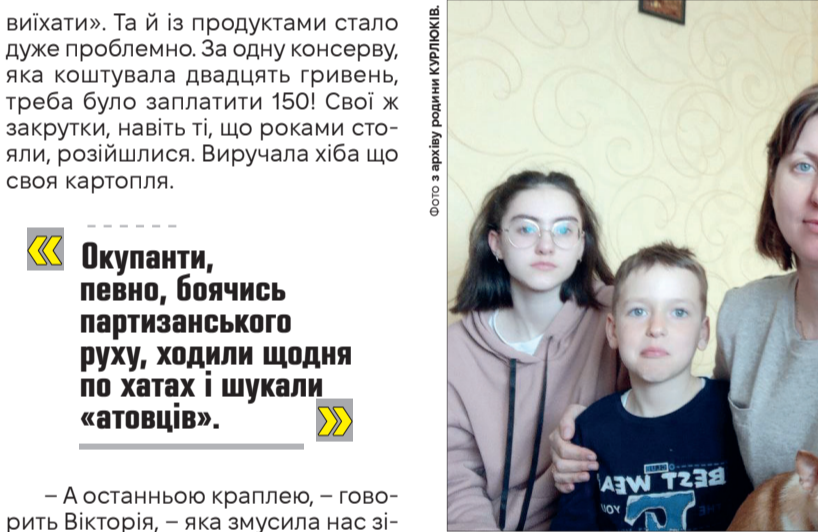 виїхати». Та й із продуктами стало
дуже проблемно. За одну консерву,
яка коштувала двадцять гривень,
треба було заплатити 150! Свої ж
закрутки, навіть ті, що роками сто-
яли, розійшлися. Виручала хіба що
своя картопля.
«
Окупанти,
певно, боячись
партизанського
руху, ходили щодня
по хатах і шукали
«атовців».
»
– А останньою краплею, – гово-
рить Вікторія, – яка змусила нас зі-
Фото з архіву родини КУРЛЮКІВ.
BEST WEA
YOU